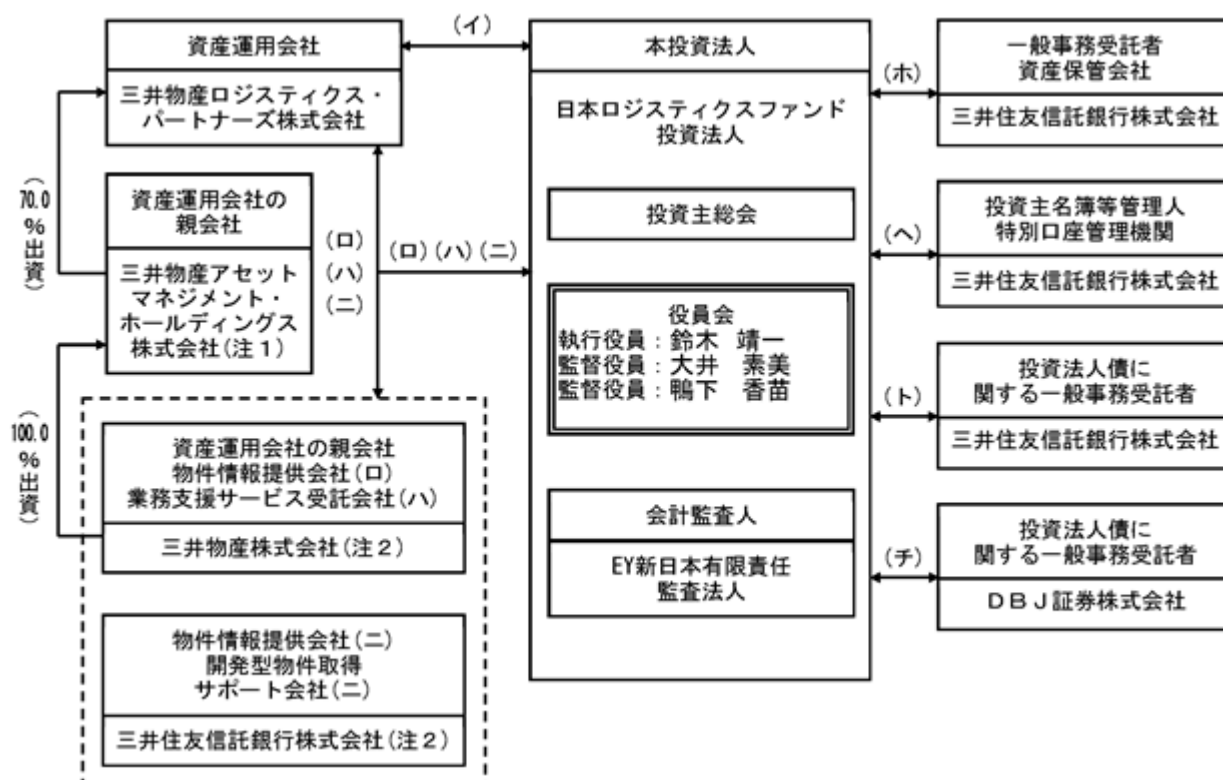 資産運用会社
三井物産ロジスティクス・
パートナーズ株式会社
(イ)
(70.0%出資)
資産運用会社の
親会社
三井物産アセット
マネジメント・
ホールディングス
株式会社(注1)
(ロ)
(ハ)
(ニ)
(ロ)(ハ)(ニ)
(100.0%出資)
資産運用会社の親会社
物件情報提供会社(ロ)
業務支援サービス受託会社(ハ)
三井物産株式会社(注2)
物件情報提供会社(ニ)
開発型物件取得
サポート会社(ニ)
三井住友信託銀行株式会社(注2)
本投資法人
日本ロジスティクスファンド
投資法人
投資主総会
役員会
執行役員:鈴木 靖一
監督役員:大井 素美
監督役員:鴨下 香苗
会計監査人
EY新日本有限責任
監査法人
(ホ)
一般事務受託者
資産保管会社
三井住友信託銀行株式会社
(ヘ)
投資主名簿等管理人
特別口座管理機関
三井住友信託銀行株式会社
(ト)
投資法人債に
関する一般事務受託者
三井住友信託銀行株式会社
(チ)
投資法人債に
関する一般事務受託者
DBJ証券株式会社